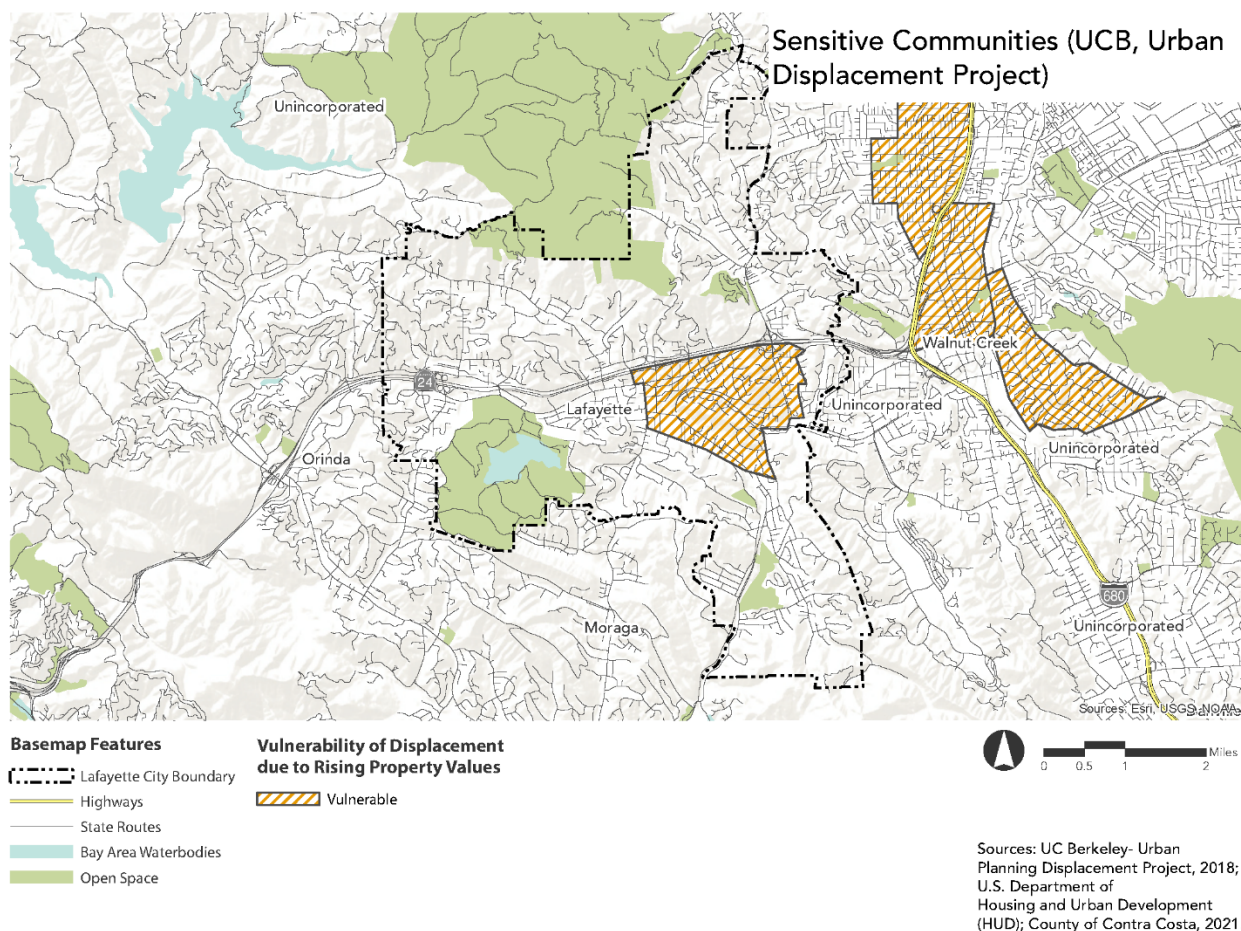 Sensitive Communities (UCB, Urban
Displacement Project)
Unincorporated
Walnut Creek
24
Lafayette
Unincorporated
Unincorporated
Orinda
680
Moraga
Unincorporated
Sources: Esri, USGS, NOAA
Basemap Features
Lafayette City Boundary
Highways
State Routes
Bay Area Waterbodies
Open Space
Vulnerability of Displacement
due to Rising Property Values
Vulnerable
Miles
0 0.5 1 2
Sources: UC Berkeley- Urban
Planning Displacement Project, 2018;
U.S. Department of
Housing and Urban Development
(HUD); County of Contra Costa, 2021